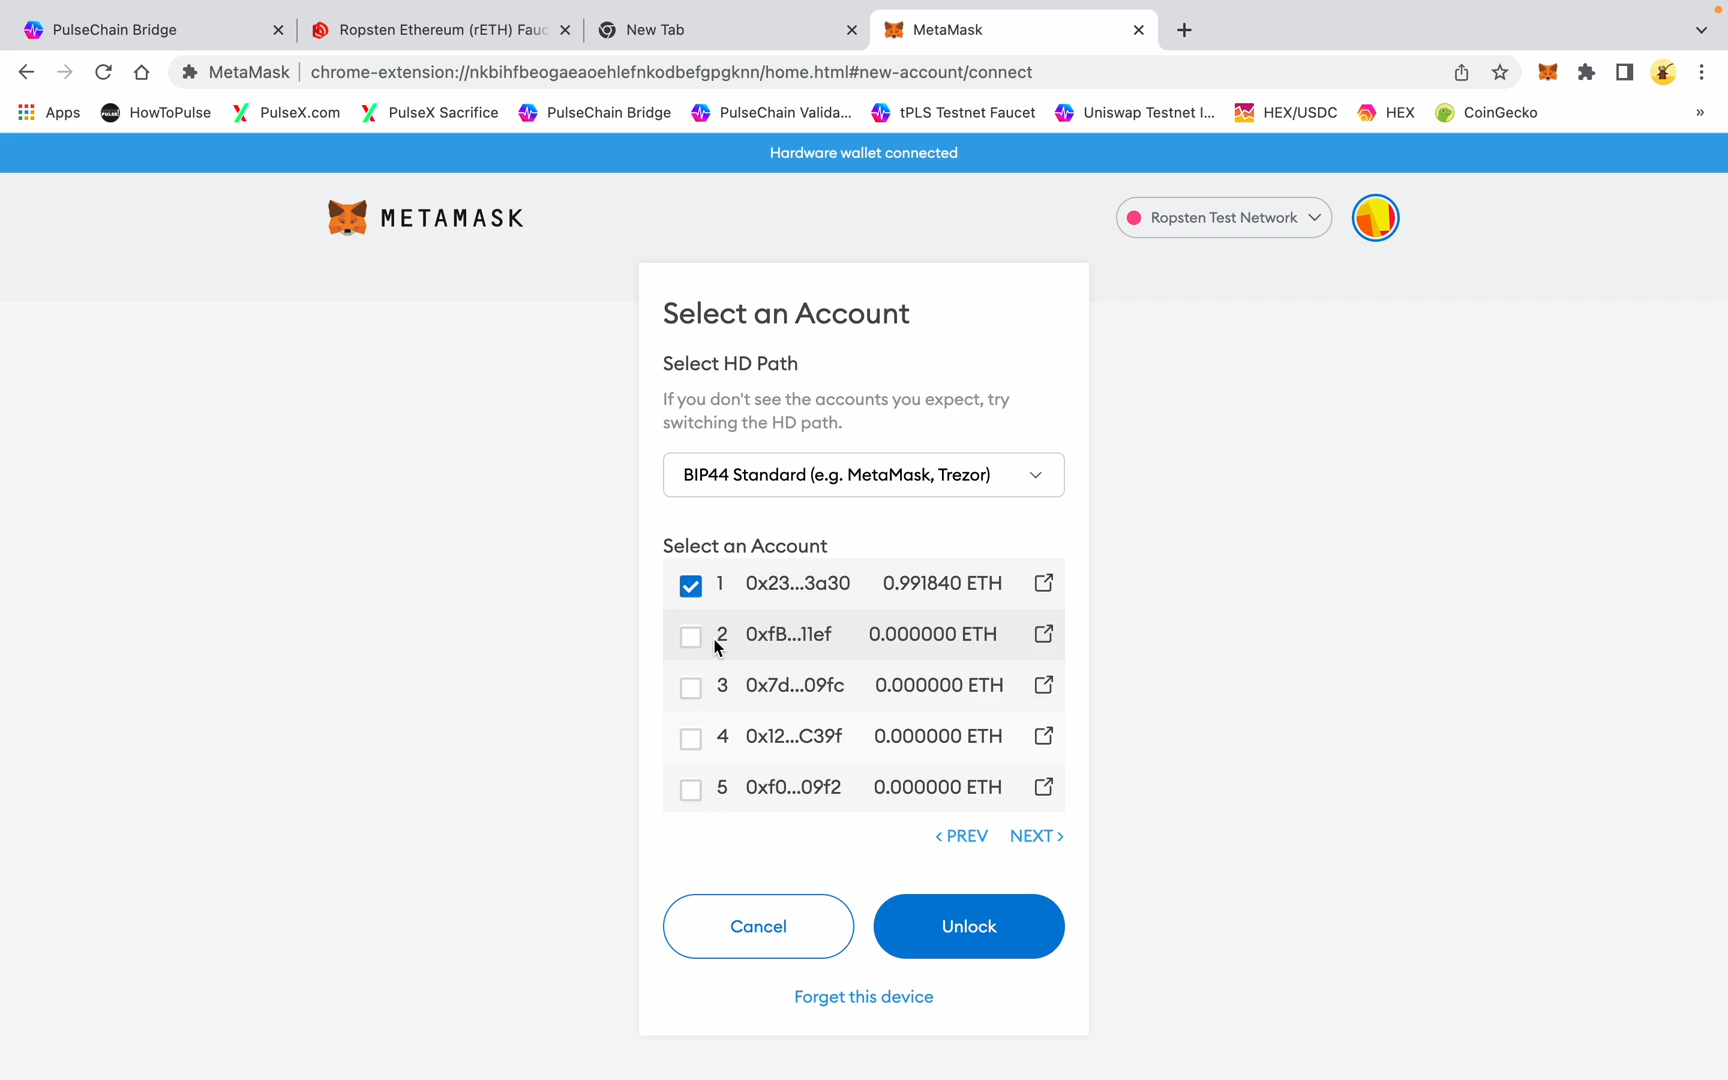 PulseChain Bridge
Ropsten Ethereum (rETH) Fauc
New Tab
MetaMask
MetaMask
chrome-extension://nkbihfbeogaeaoehlefnkodbefgpgknn/home.html#new-account/connect
Apps
HowToPulse
PulseX.com
PulseX Sacrifice
PulseChain Bridge
PulseChain Valida...
tPLS Testnet Faucet
Uniswap Testnet I...
HEX/USDC
HEX
CoinGecko
»
Hardware wallet connected
METAMASK
Ropsten Test Network
Select an Account
Select HD Path
If you don't see the accounts you expect, try
switching the HD path.
BIP44 Standard (e.g. MetaMask, Trezor)
Select an Account
1 0x23...3a30 0.991840 ETH
2 0xfB...11ef 0.000000 ETH
3 0x7d...09fc 0.000000 ETH
4 0x12...C39f 0.000000 ETH
5 0xf0...09f2 0.000000 ETH
< PREV NEXT >
Cancel
Unlock
Forget this device